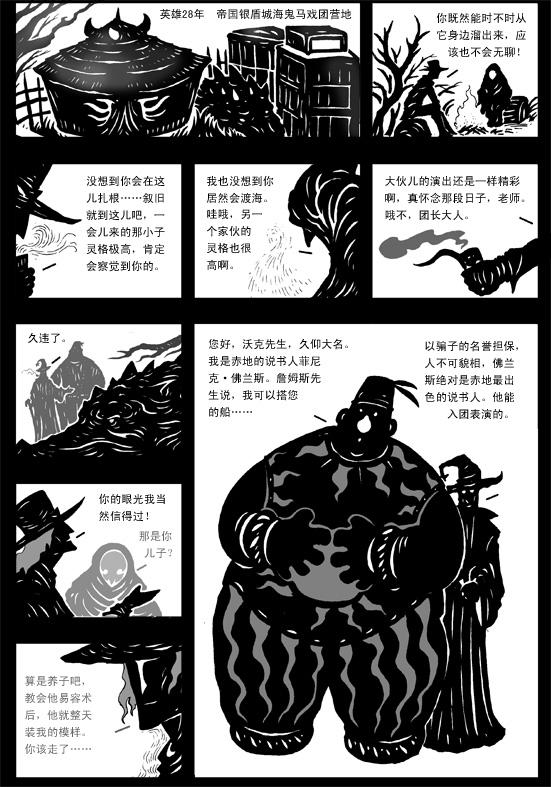 英雄28年　帝国银盾城海鬼马戏团营地
你既然能时不时从
它身边溜出来，应
该也不会无聊！
没想到你会在这
儿扎根……叙旧
就到这儿吧，一
会儿来的那小子
灵格极高，肯定
会察觉到你的。
我也没想到你
居然会渡海。
哇哦，另一
个家伙的
灵格也很
高啊。
大伙儿的演出还是一样精彩
啊，真怀念那段日子，老师。
哦不，团长大人。
久违了。
您好，沃克先生，久仰大名。
我是赤地的说书人菲尼
克·佛兰斯。詹姆斯先
生说，我可以搭您
的船……
以骗子的名誉担保，
人不可貌相，佛兰
斯绝对是赤地最出
色的说书人。他能
入团表演的。
你的眼光我当
然信得过！
那是你
儿子？
算是养子吧，
教会他易容术
后，他就整天
装我的模样。
你该走了……